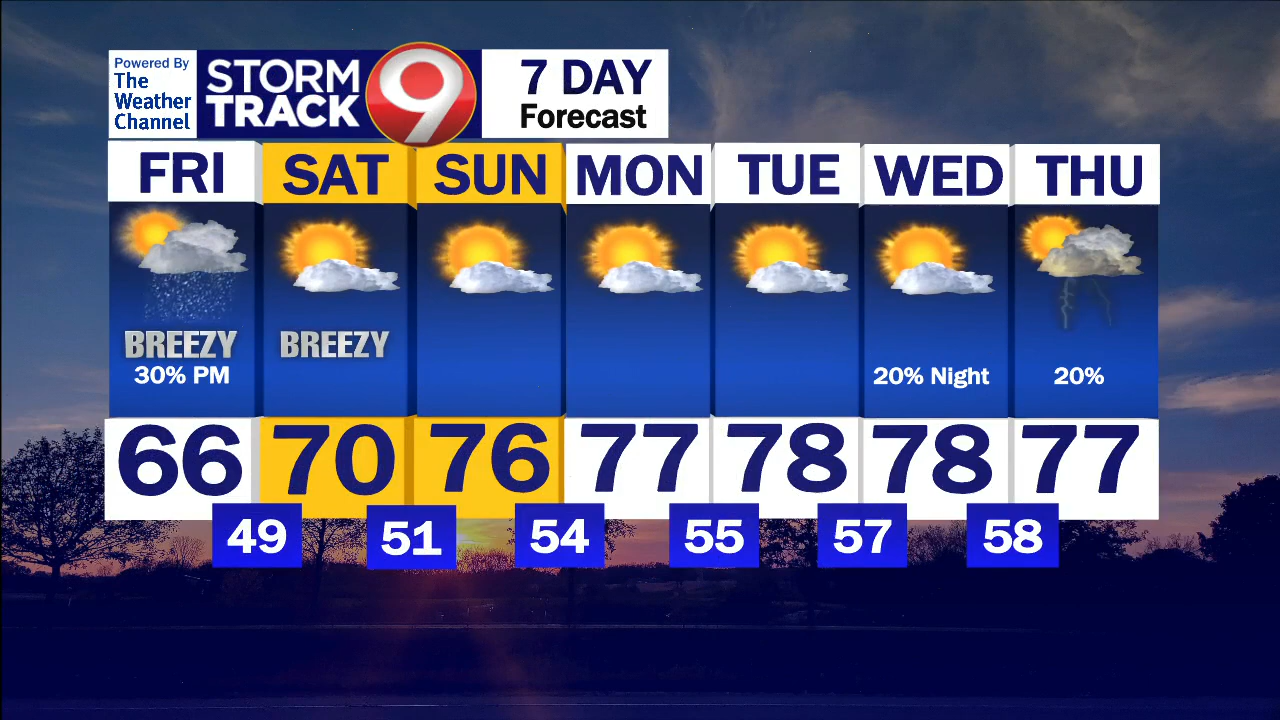 Powered By
The
Weather
Channel
STORM
TRACK
9
7 DAY
Forecast
FRI SAT SUN MON TUE WED THU
BREEZY BREEZY
30% PM 20% Night 20%
66 70 76 77 78 78 77
49 51 54 55 57 58